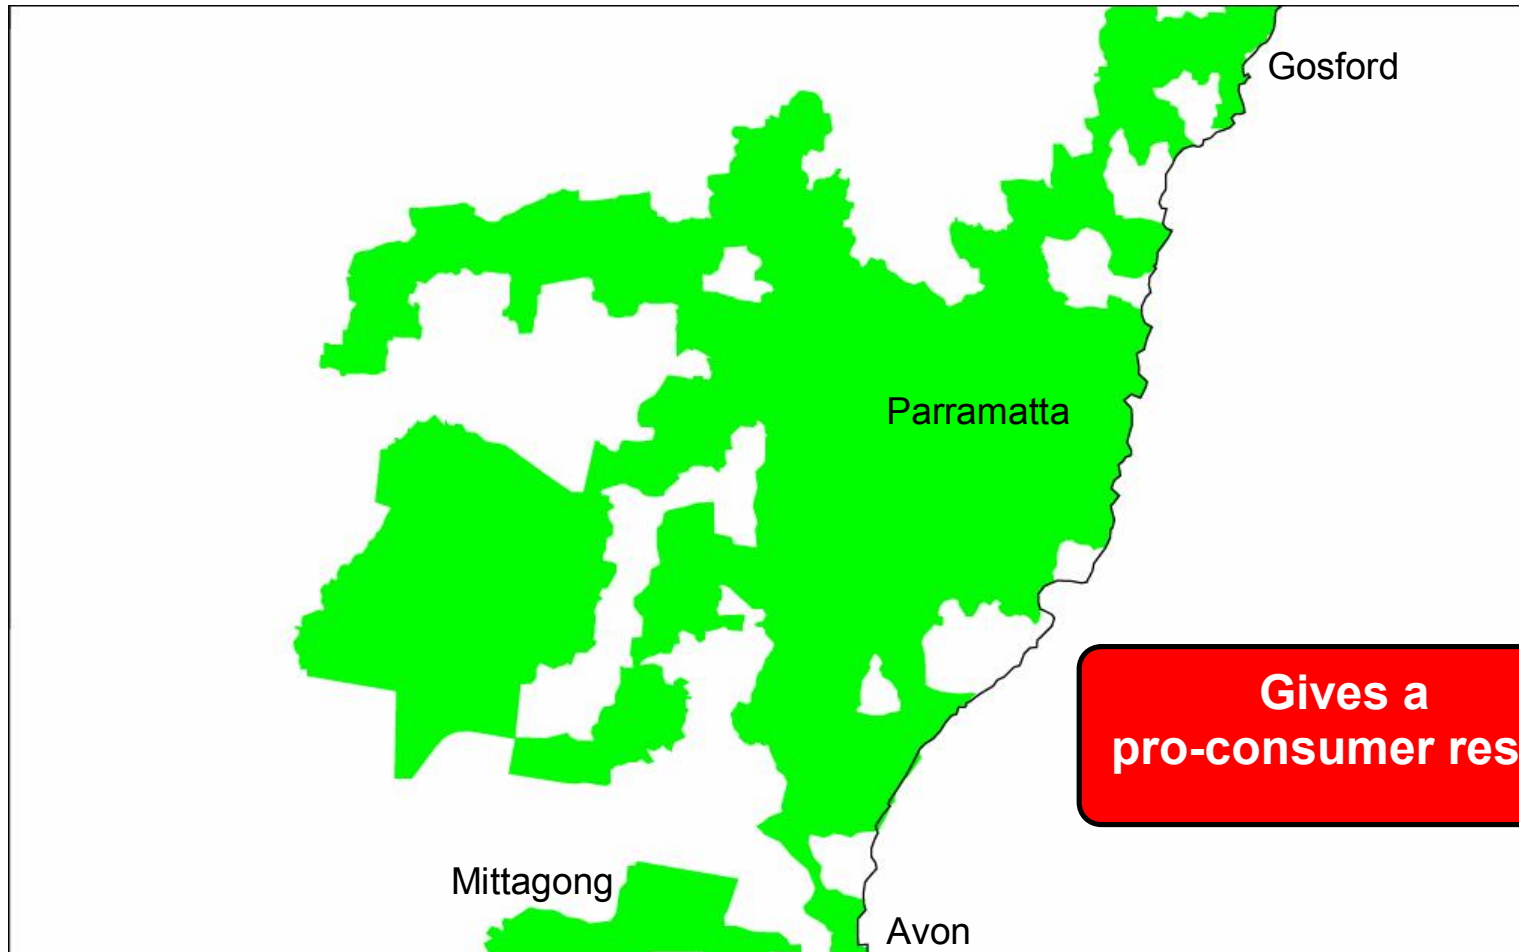 Gosford
Parramatta
Gives a
pro-consumer res
Mittagong
Avon